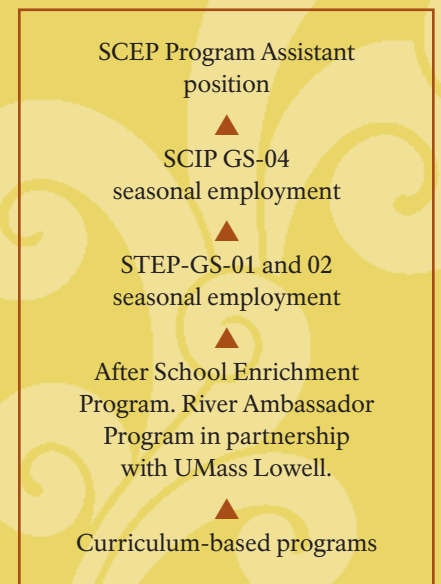 SCEP Program Assistant
position
SCIP GS-04
seasonal employment
STEP-GS-01 and 02
seasonal employment
After School Enrichment
Program. River Ambassador
Program in partnership
with UMass Lowell.
Curriculum-based programs